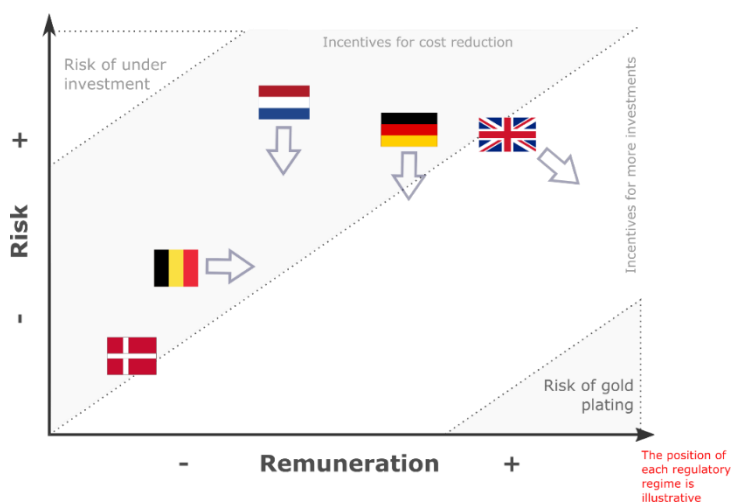 Incentives for cost reduction
Risk of under
investment
Incentives for more investments
+
Risk
-
Risk of gold
plating
-
Remuneration
+
The position of
each regulatory
regime is
illustrative